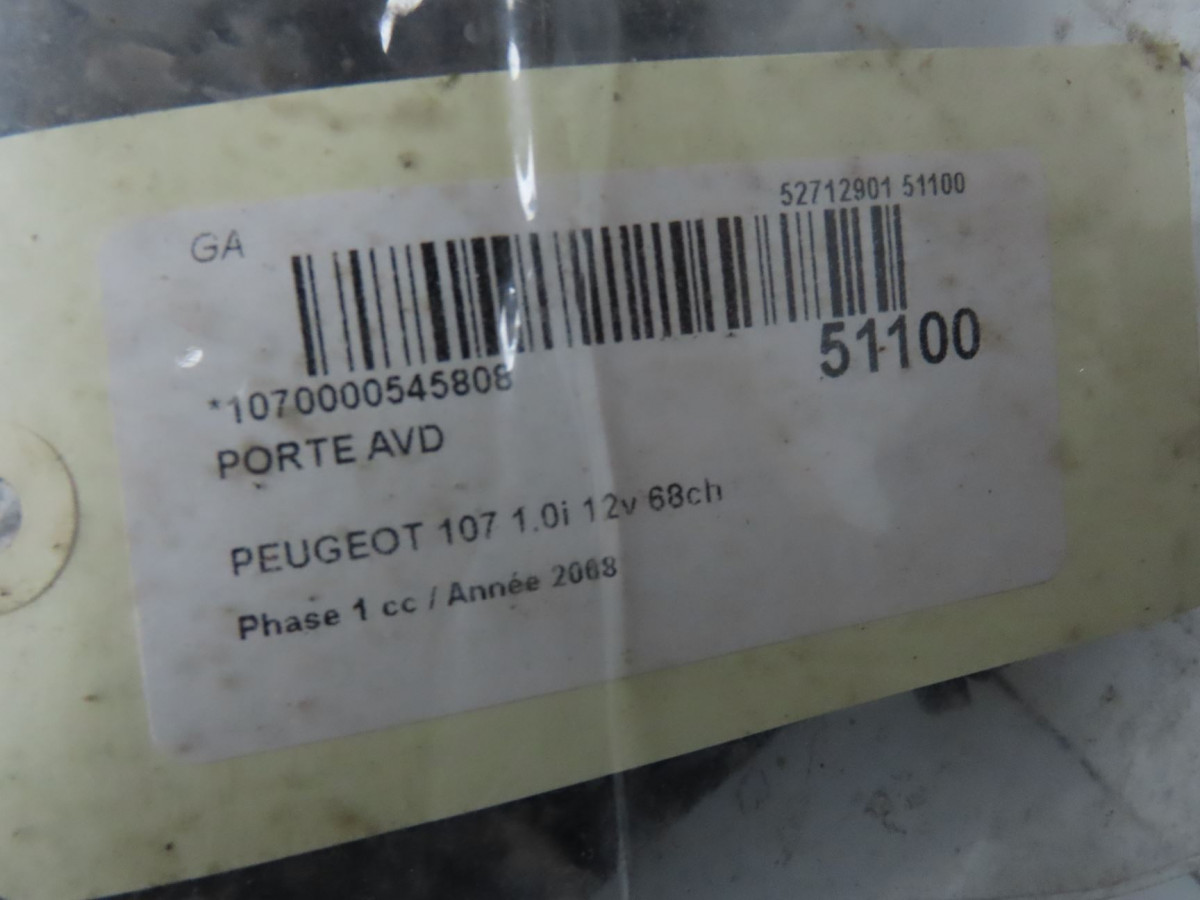 52712901 51100
GA
51100
*1070000545808
PORTE AVD
PEUGEOT 107 1.0i 12v 68ch
Phase 1 cc / Année 2008